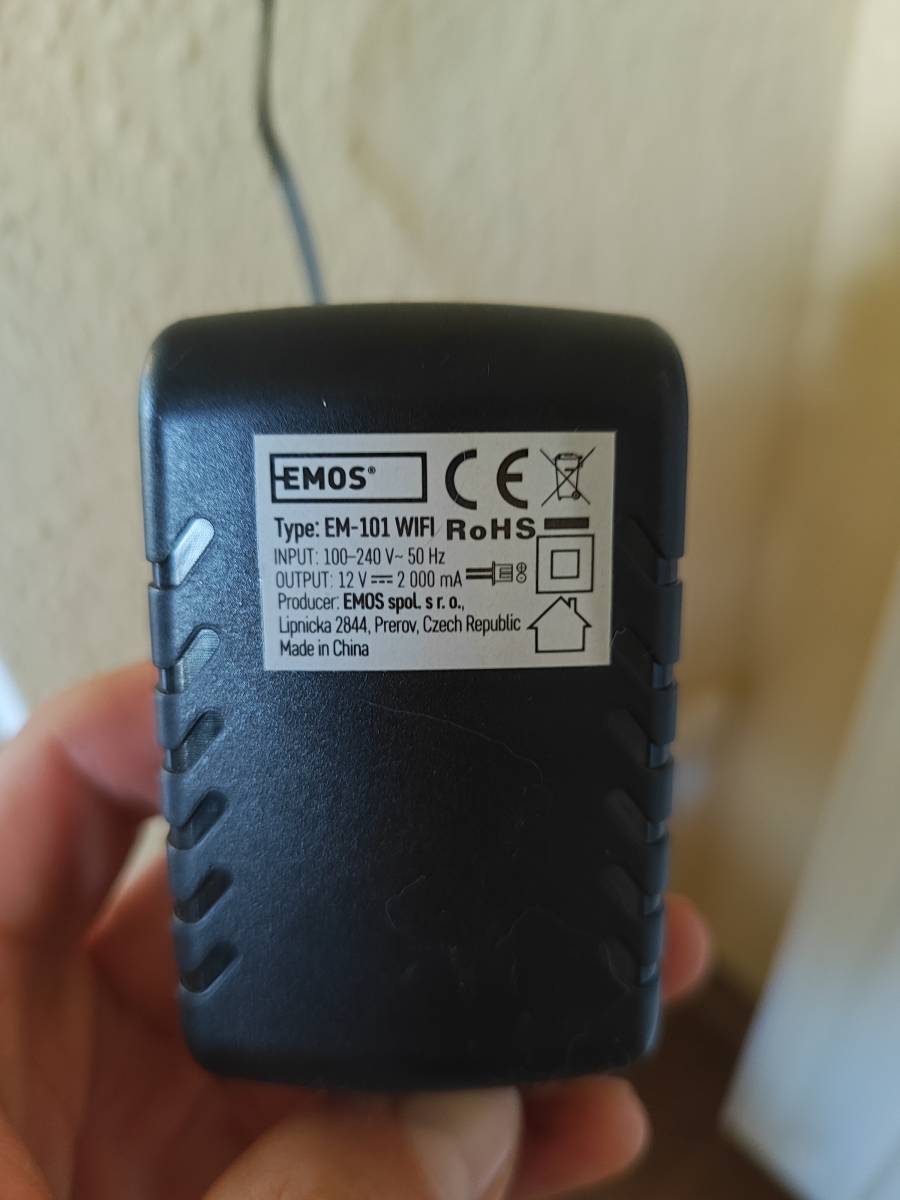 EMOS®
CE
Type: EM-101 WIFI RoHS
INPUT: 100–240 V~ 50 Hz
OUTPUT: 12 V⎓2 000 mA
Producer: EMOS spol. s r. o.,
Lipnicka 2844, Prerov, Czech Republic
Made in China